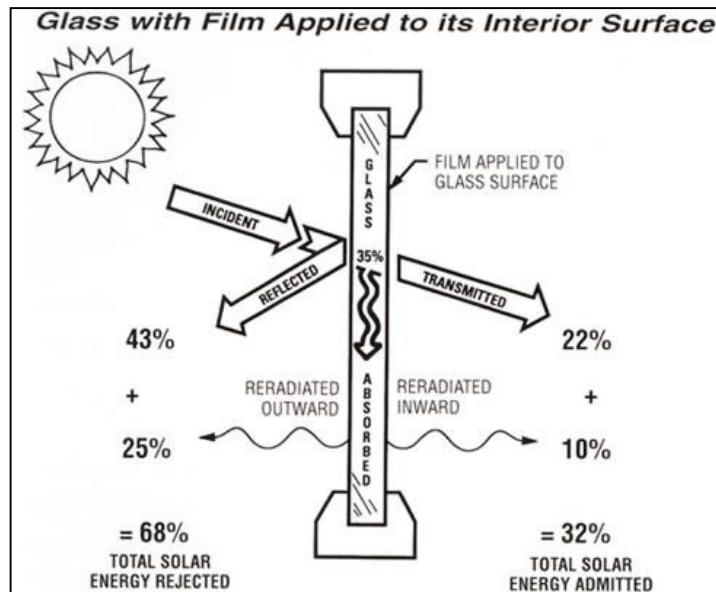 Glass with Film Applied to its Interior Surface
GLASS
FILM APPLIED TO
GLASS SURFACE
INCIDENT
35%
REFLECTED
TRANSMITTED
43%
22%
RERADIATED
OUTWARD
ABSORBED
RERADIATED
INWARD
+
+
25%
10%
= 68%
TOTAL SOLAR
ENERGY REJECTED
= 32%
TOTAL SOLAR
ENERGY ADMITTED